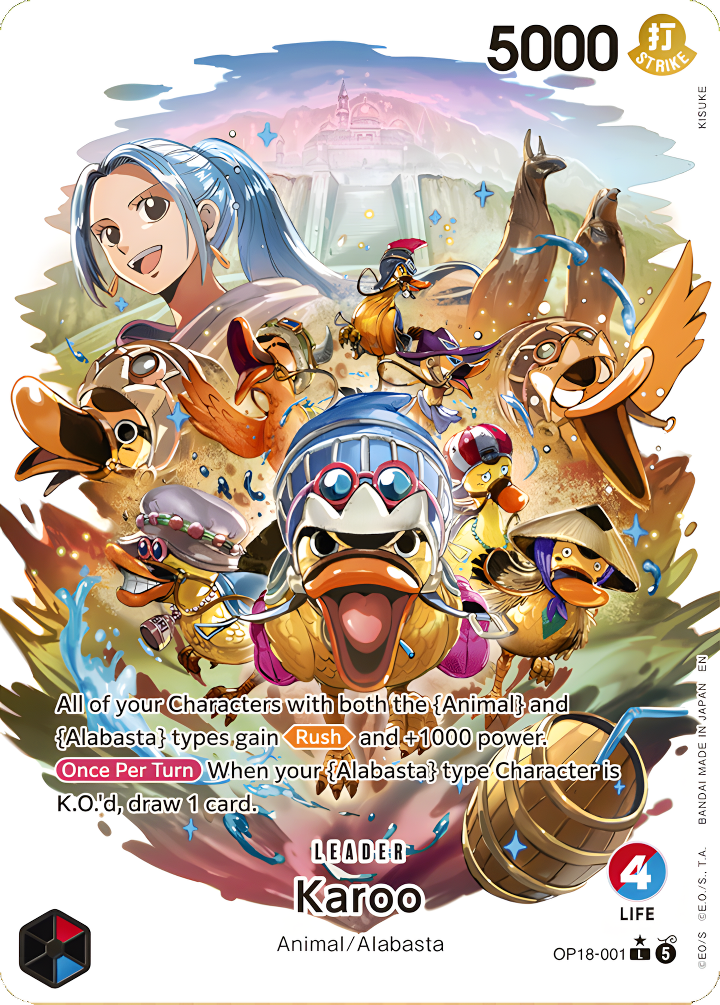 5000
打
STRIKE
KISUKE
All of your Characters with both the {Animal} and
{Alabasta} types gain Rush and +1000 power.
Once Per Turn When your {Alabasta} type Character is
K.O.'d, draw 1 card.
LEADER
Karoo
Animal/Alabasta
4
LIFE
OP18-001 L 5
©EO/S ©E.O./S., T.A. BANDAI MADE IN JAPAN EN